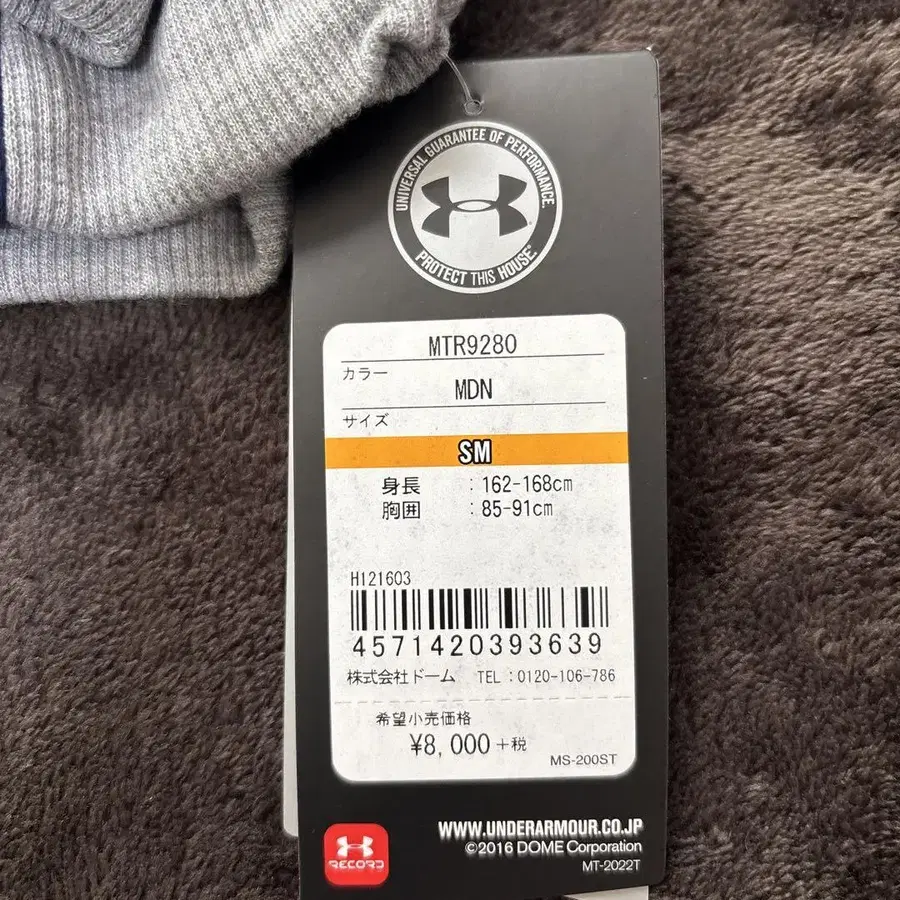 UNIVERSAL GUARANTEE OF PERFORMANCE.
PROTECT THIS HOUSE
MTR9280
カラー
MDN
サイズ
SM
身長 : 162-168cm
胸囲 : 85-91cm
H121603
4571420393639
株式会社ドーム TEL : 0120-106-786
希望小売価格
¥8,000 +税
MS-200ST
RECORD
WWW.UNDERARMOUR.CO.JP
©2016 DOME Corporation
MT-2022T